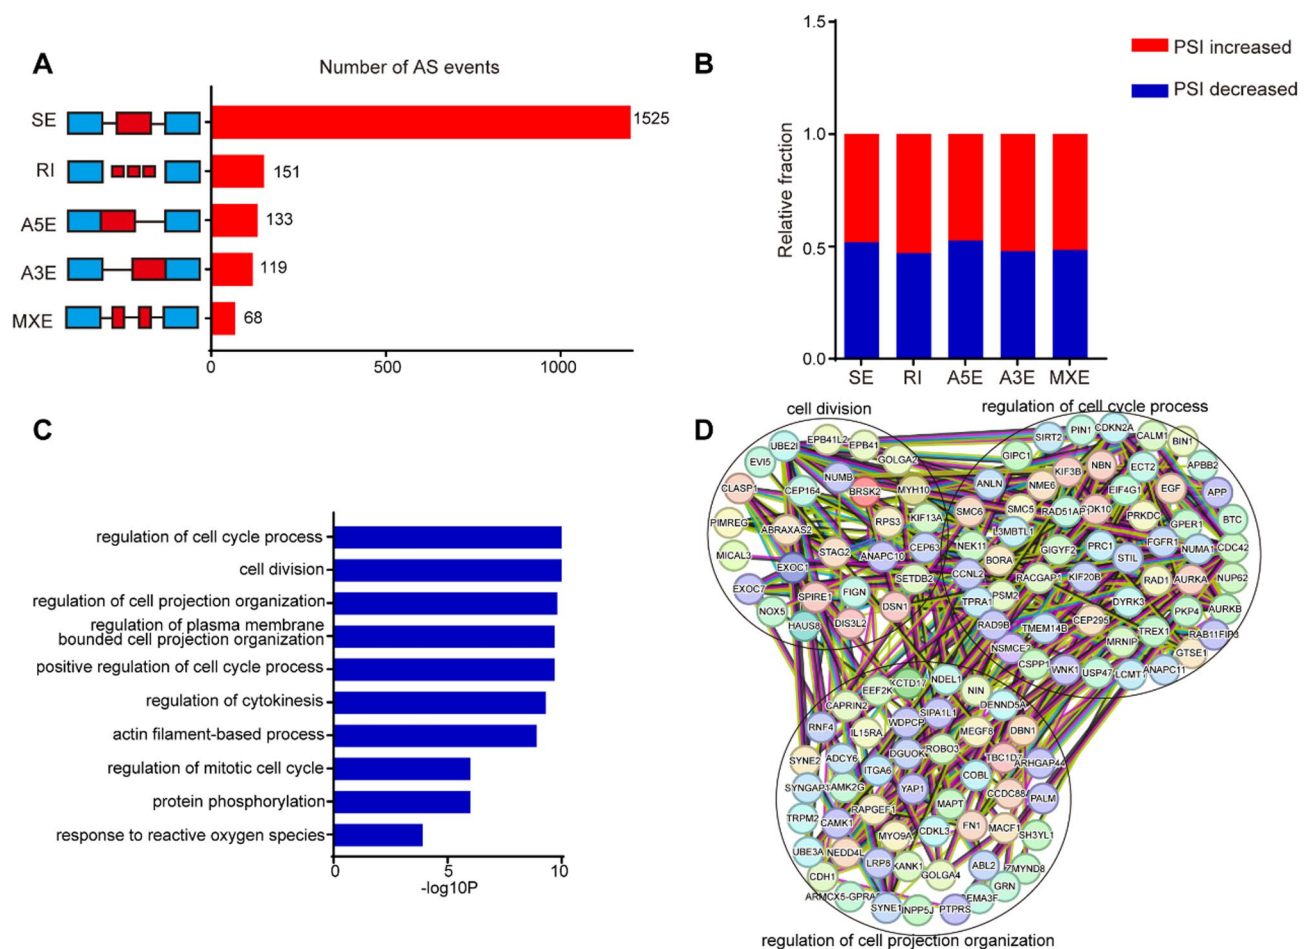 A
Number of AS events
SE
1525
RI
151
A5E
133
A3E
119
MXE
68
0
500
1000
B
PSI increased
PSI decreased
Relative fraction
1.5
1.0
0.5
0.0
SE
RI
A5E
A3E
MXE
C
regulation of cell cycle process
cell division
regulation of cell projection organization
regulation of plasma membrane
bounded cell projection organization
positive regulation of cell cycle process
regulation of cytokinesis
actin filament-based process
regulation of mitotic cell cycle
protein phosphorylation
response to reactive oxygen species
0
5
10
-log10P
D
cell division
UBE2I
EPB41L2
EPB41
GOLGA2
EVI5
NUMB
CLASP1
CEP164
BRSK2
MYH10
PIMREG
ABRAXAS2
RPS3
KIF13A
MICAL3
STAG2
ANAPC10
CEP63
EXOC1
SETDB2
EXOC7
SPIRE1
FIGN
DSN1
NOX5
HAUS8
DIS3L2
regulation of cell cycle process
SIRT2
PIN1
CDKN2A
CALM1
BIN1
GIPC1
APBB2
KIF3B
NBN
ECT2
ANLN
NME6
EIF4G1
EGF
APP
SMC6
SMC5
RAD51AP1
DK10
PRKDC
GPER1
BTC
L3MBTL1
NEK11
GIGYF2
PRC1
FGFR1
NUMA1
CDC42
BORA
STIL
CCNL2
RACGAP1
KIF20B
RAD1
AURKA
NUP62
TPRA1
PSM2
DYRK3
PKP4
AURKB
RAD9B
TMEM14B
CEP295
TREX1
RAB11FIP3
NSMCE2
MRNIP
GTSE1
CSPP1
WNK1
USP47
LCMT1
ANAPC11
KCTD17
NDEL1
NIN
EEF2K
CAPRIN2
SIPA1L1
DENND5A
RNF4
IL15RA
WDPCP
MEGF8
DBN1
SYNE2
ADCY6
DGUOK
ROBO3
TBC1D7
ARHGAP44
ITGA6
COBL
SYNGAP1
AMK2G
YAP1
CCDC88
PALM
RAPGEF1
MAPT
TRPM2
CAMK1
MYO9A
CDKL3
FN1
MACF1
SH3YL1
UBE3A
NEDD4L
LRP8
KANK1
ABL2
ZMYND8
CDH1
GOLGA4
GRN
ARMCX5-GPRA
SYNE1
INPP5J
PTPRS
EMA3F
regulation of cell projection organization